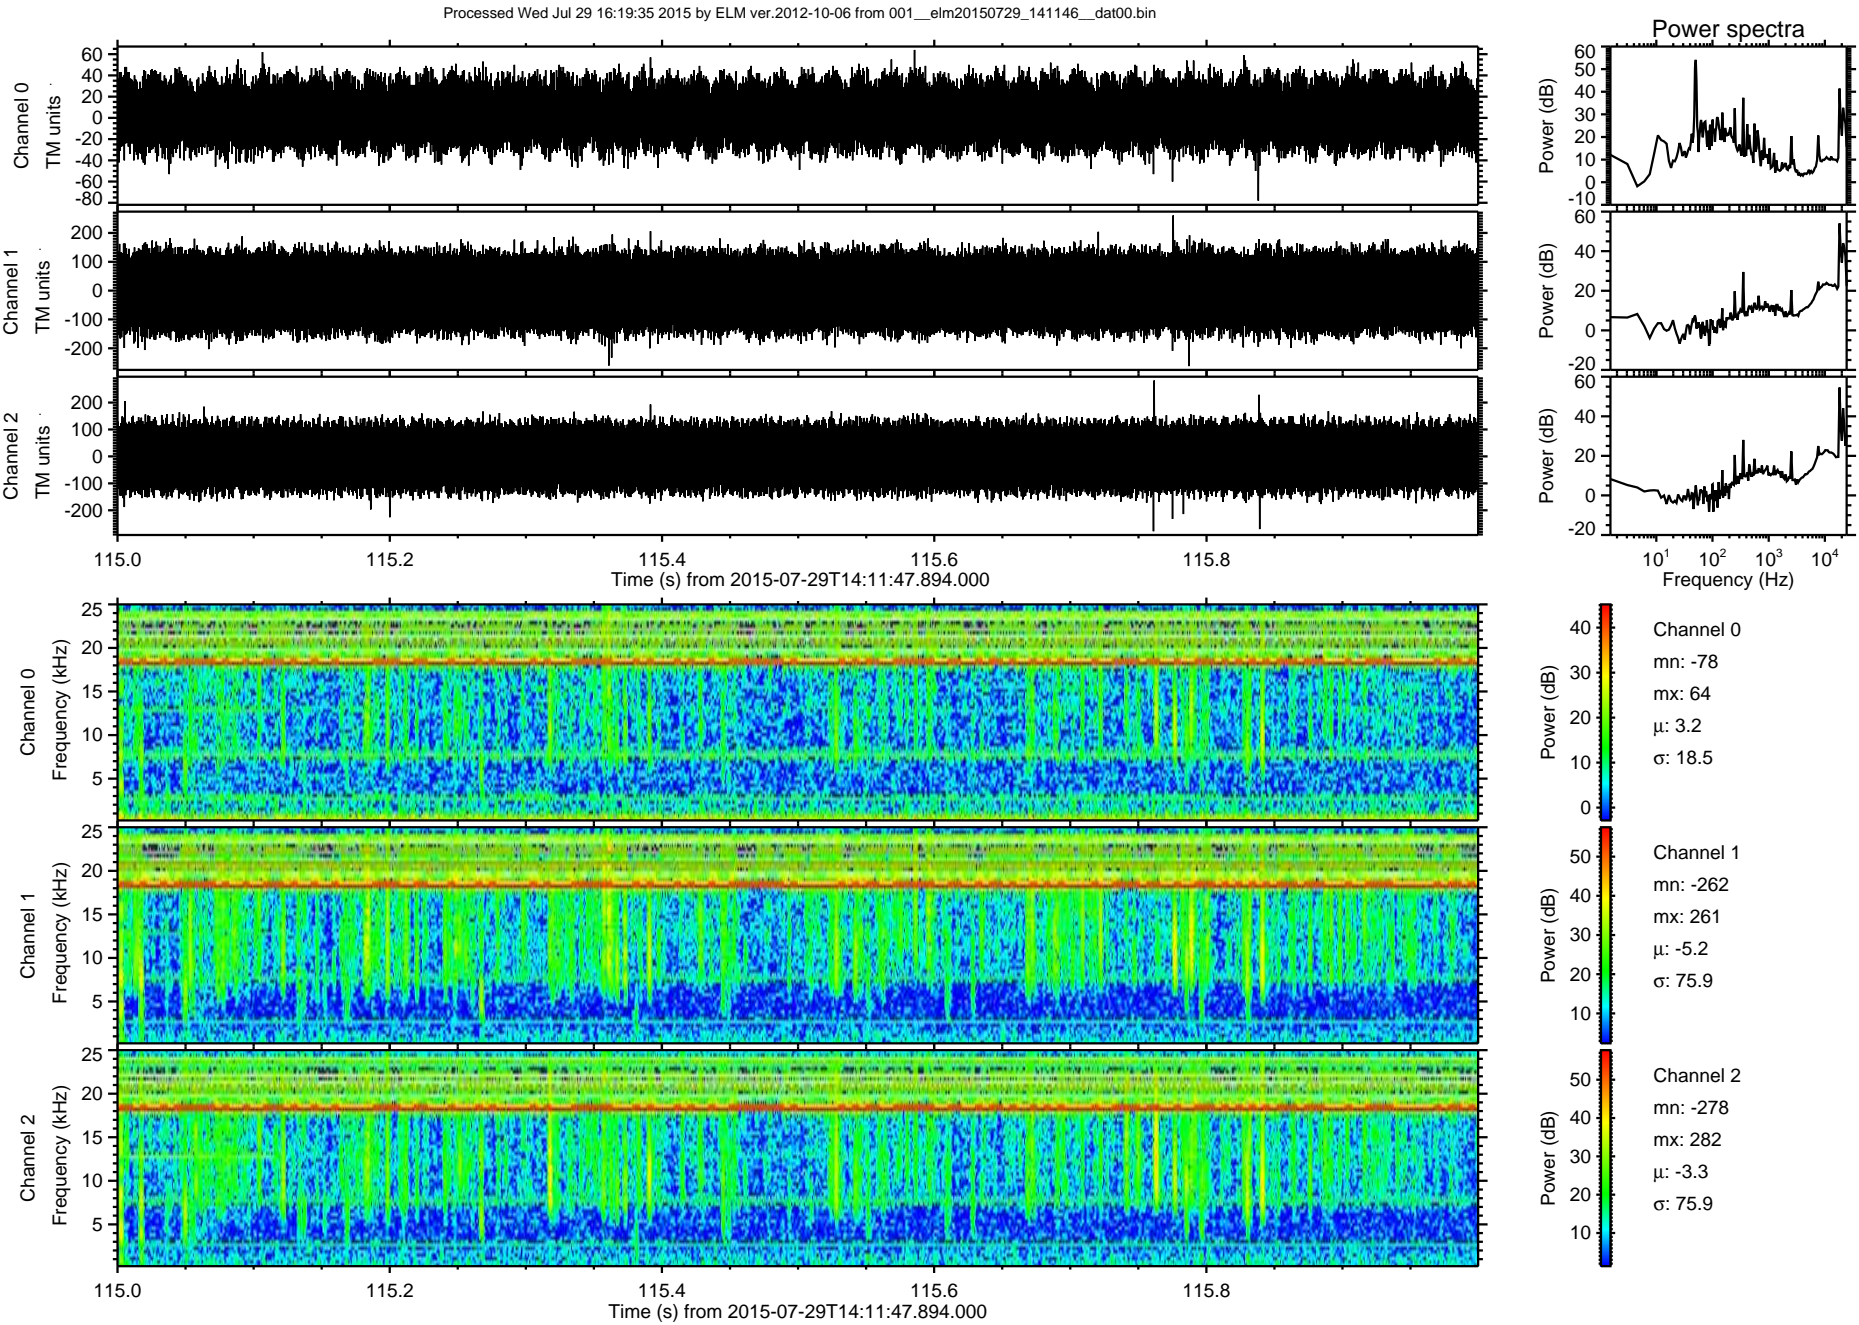 Processed Wed Jul 29 16:19:35 2015 by ELM ver.2012-10-06 from 001__elm20150729_141146__dat00.bin
Power spectra
Channel 0
TM units
60
40
20
0
-20
-40
-60
-80
Power (dB)
60
50
40
30
20
10
0
-10
Channel 1
TM units
200
100
0
-100
-200
Power (dB)
60
40
20
0
-20
Channel 2
TM units
200
100
0
-100
-200
Power (dB)
60
40
20
0
-20
115.0 115.2 115.4 115.6 115.8
Time (s) from 2015-07-29T14:11:47.894.000
10^1 10^2 10^3 10^4
Frequency (Hz)
Channel 0
Frequency (kHz)
25
20
15
10
5
Power (dB)
40
30
20
10
0
Channel 0
mn: -78
mx: 64
μ: 3.2
σ: 18.5
Channel 1
Frequency (kHz)
25
20
15
10
5
Power (dB)
50
40
30
20
10
Channel 1
mn: -262
mx: 261
μ: -5.2
σ: 75.9
Channel 2
Frequency (kHz)
25
20
15
10
5
Power (dB)
50
40
30
20
10
Channel 2
mn: -278
mx: 282
μ: -3.3
σ: 75.9
115.0 115.2 115.4 115.6 115.8
Time (s) from 2015-07-29T14:11:47.894.000